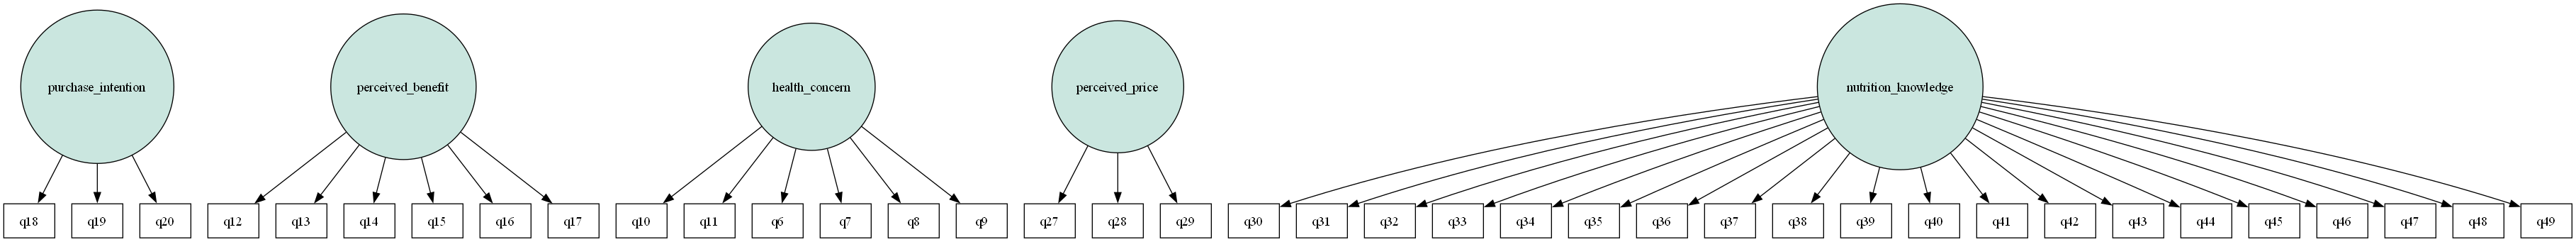 purchase_intention
perceived_benefit
health_concern
perceived_price
nutrition_knowledge
q18
q19
q20
q12
q13
q14
q15
q16
q17
q10
q11
q6
q7
q8
q9
q27
q28
q29
q30
q31
q32
q33
q34
q35
q36
q37
q38
q39
q40
q41
q42
q43
q44
q45
q46
q47
q48
q49